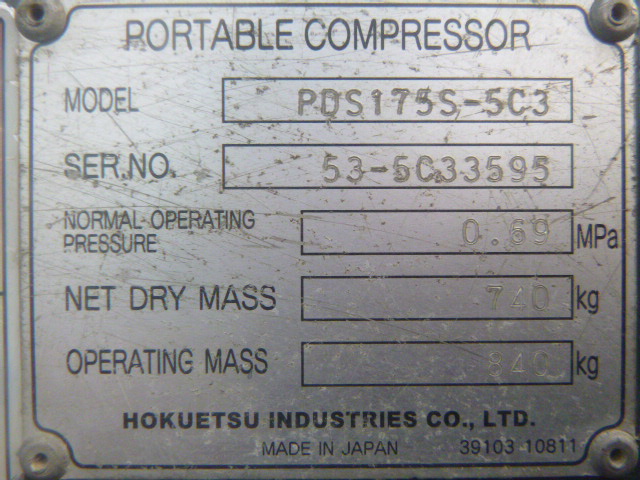 PORTABLE COMPRESSOR
MODEL PDS175S-5C3
SER.NO. 53-5C33595
NORMAL OPERATING
PRESSURE 0.69 MPa
NET DRY MASS 740 kg
OPERATING MASS 840 kg
HOKUETSU INDUSTRIES CO., LTD.
MADE IN JAPAN 39103 10811